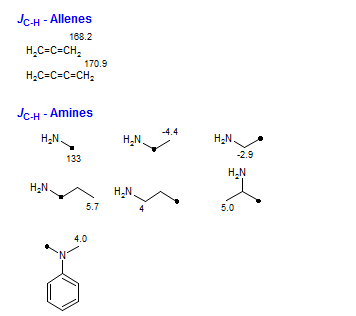 JC-H - Allenes
168.2
H2C=C=CH2
170.9
H2C=C=C=CH2
JC-H - Amines
H2N
133
H2N
-4.4
H2N
-2.9
H2N
5.7
H2N
4
H2N
5.0
4.0
N